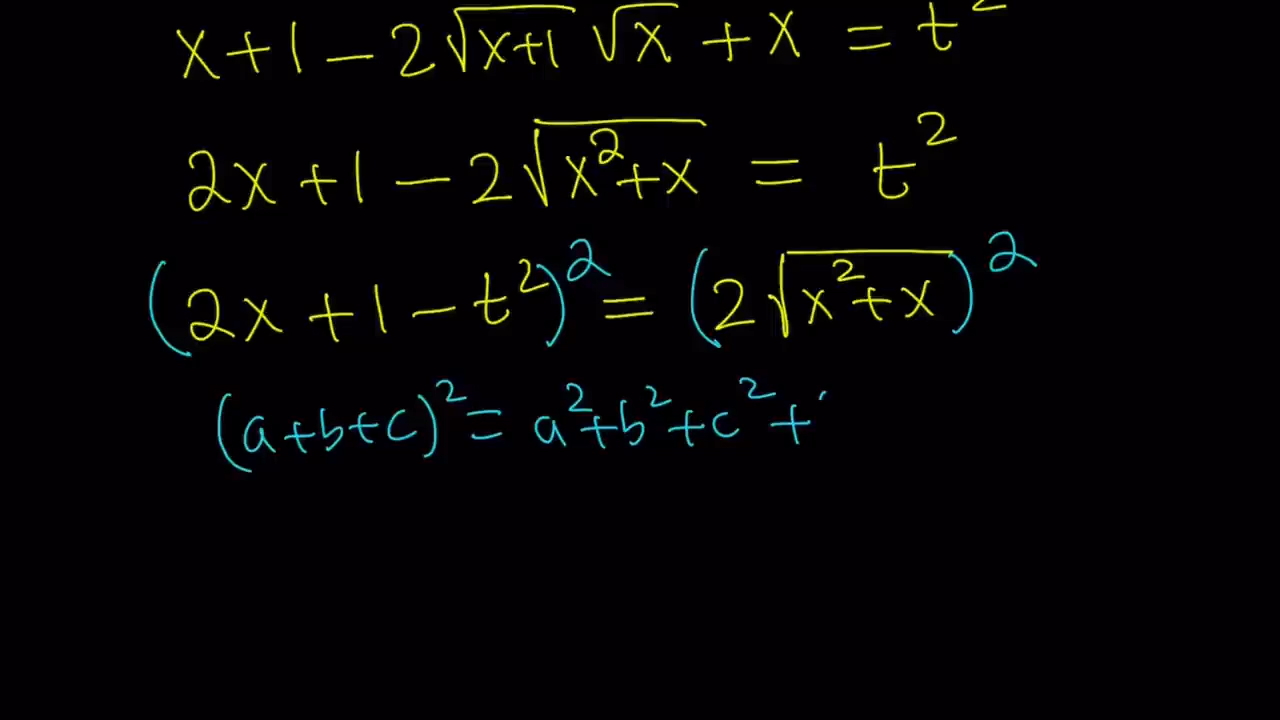 x+1-2√(x+1) √x + x = t²
2x+1-2√(x²+x) = t²
(2x+1-t²)² = (2√(x²+x))²
(a+b+c)² = a²+b²+c²+